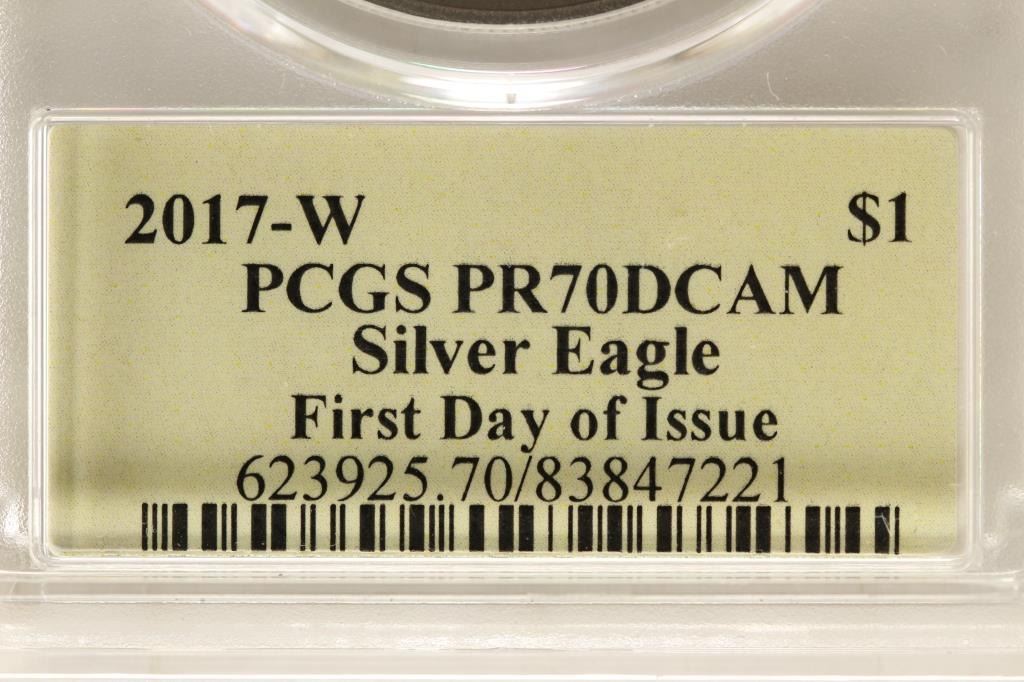 2017-W $1
PCGS PR70DCAM
Silver Eagle
First Day of Issue
623925.70/83847221